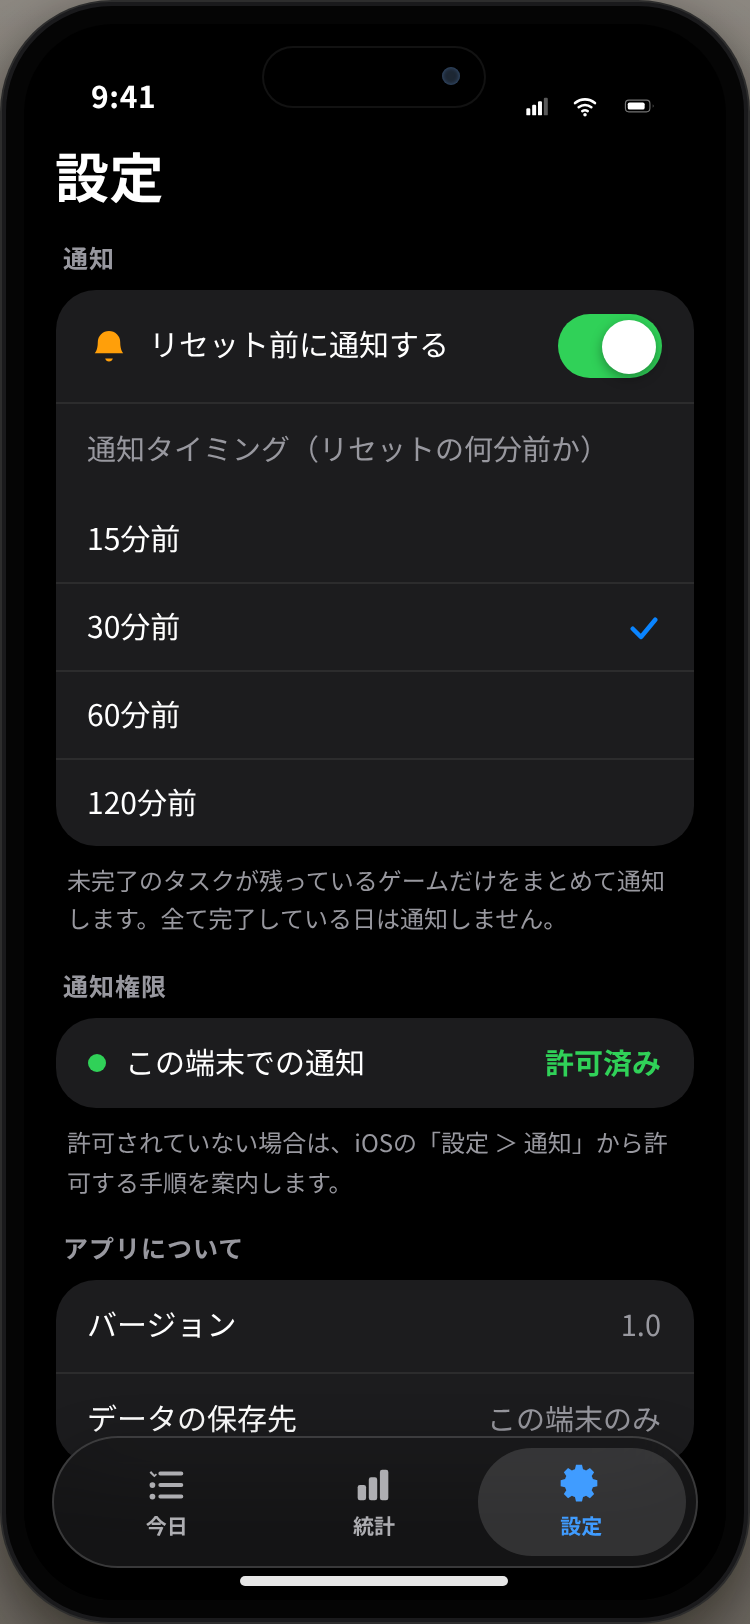 9:41
設定
通知
リセット前に通知する
通知タイミング（リセットの何分前か）
15分前
30分前
60分前
120分前
未完了のタスクが残っているゲームだけをまとめて通知
します。全て完了している日は通知しません。
通知権限
この端末での通知 許可済み
許可されていない場合は、iOSの「設定 ＞ 通知」から許
可する手順を案内します。
アプリについて
バージョン 1.0
データの保存先 この端末のみ
今日 統計 設定